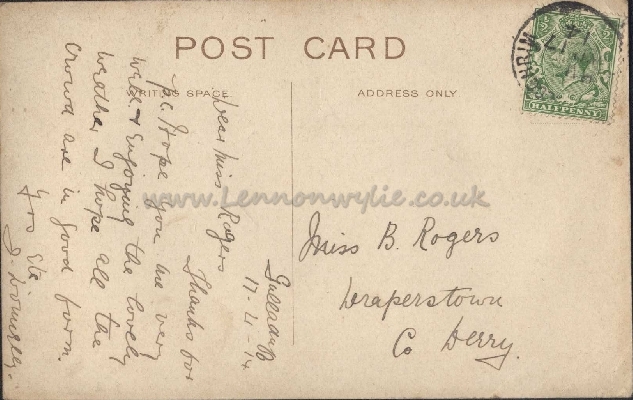 POST CARD
WRITING SPACE
ADDRESS ONLY
HALFPENNY
17-4-14
Dear Miss Rogers
Thanks for
P.C. Hope you are very
well & Enjoying the lovely
weather, I hope all the
Crowd are in good form.
Yrs Etc
Miss B. Rogers
Draperstown
Co Derry.
www.Lennonwylie.co.uk